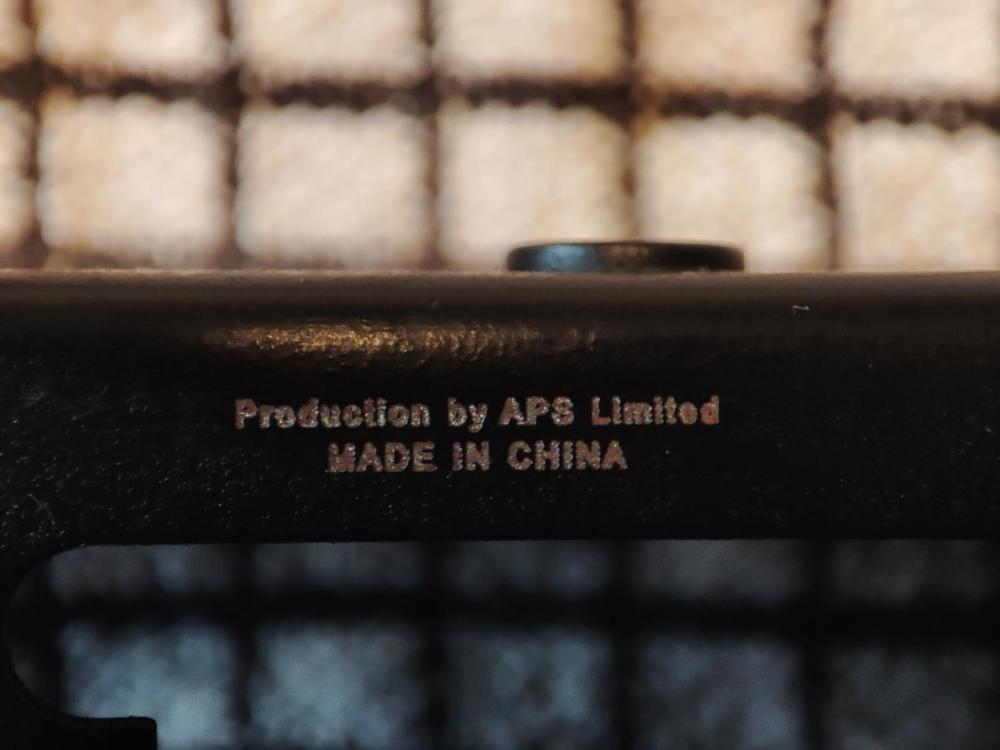 Production by APS Limited
MADE IN CHINA